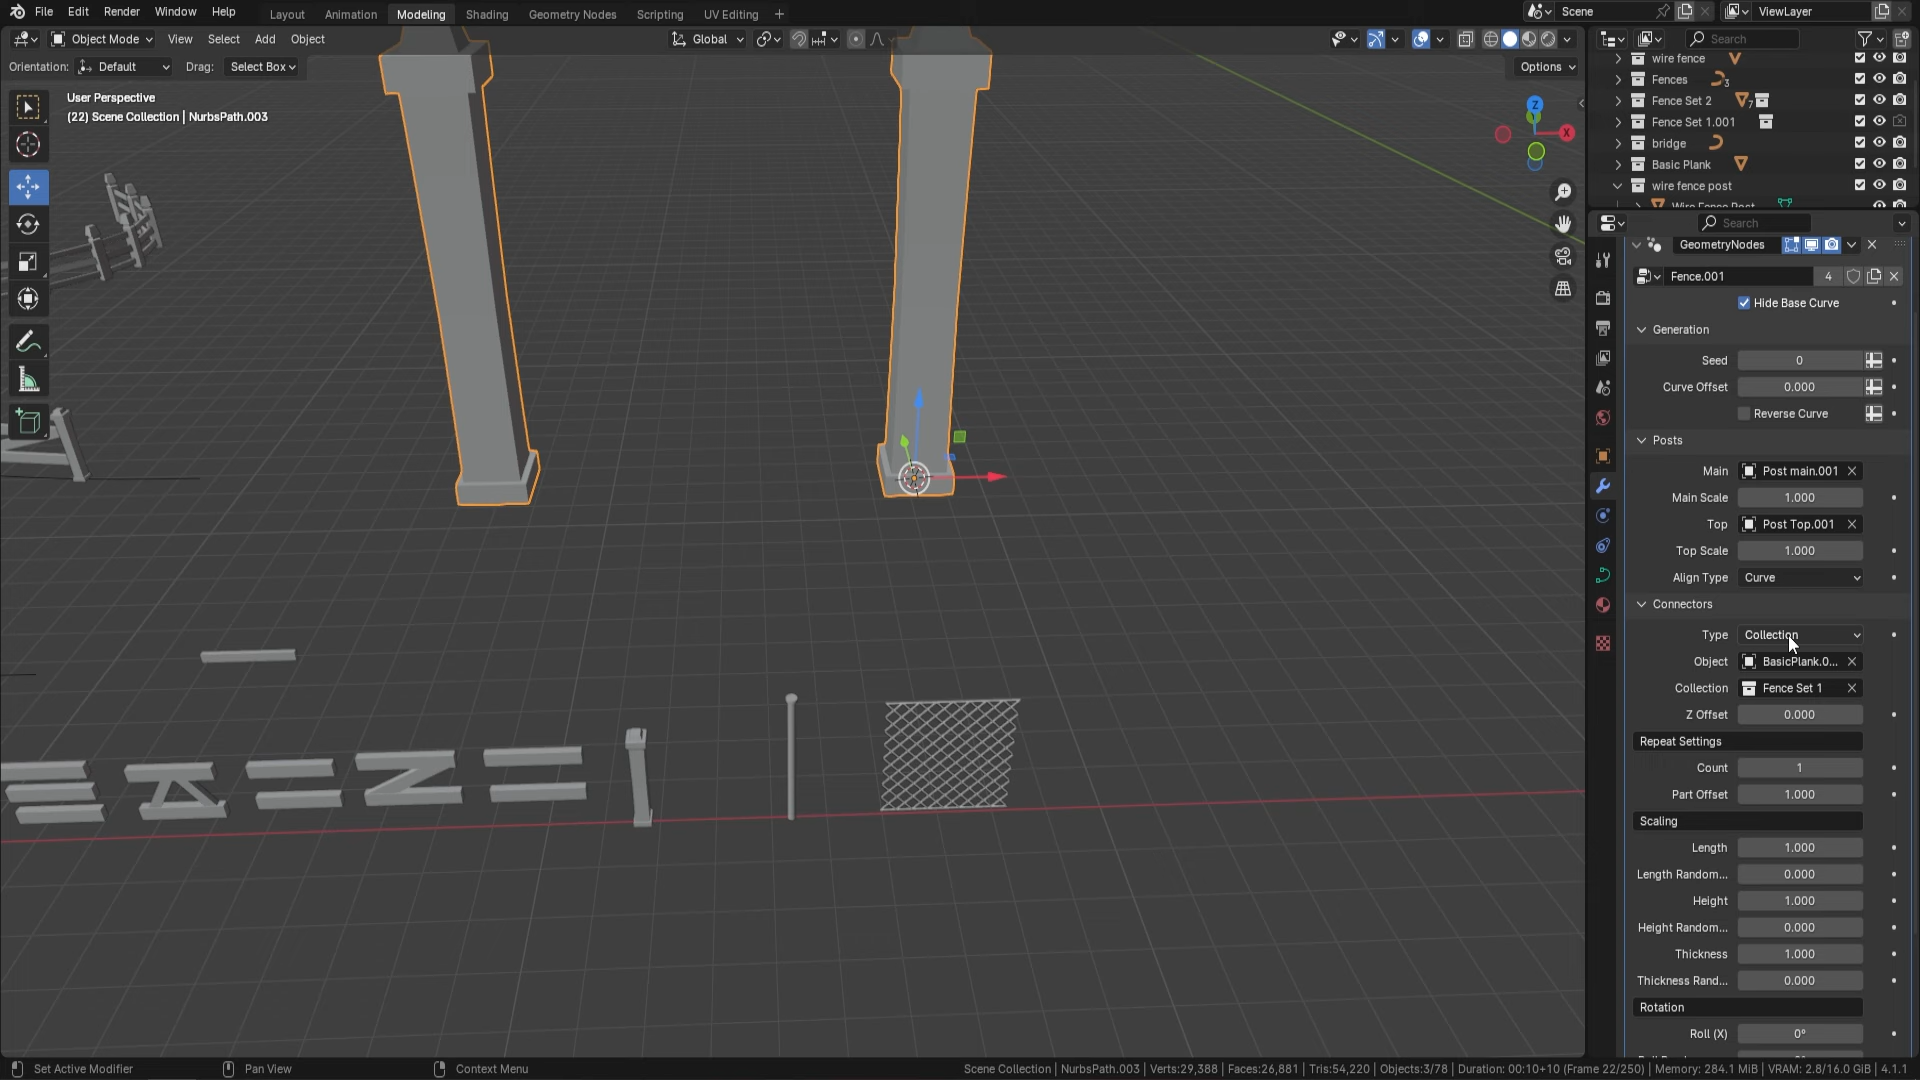 File Edit Render Window Help Layout Animation Modeling Shading Geometry Nodes Scripting UV Editing + Scene ViewLayer
Object Mode View Select Add Object Global Search
Orientation: Default Drag: Select Box Options
User Perspective
(22) Scene Collection | NurbsPath.003
Z
X
wire fence
Fences 3
Fence Set 2 7
Fence Set 1.001
bridge
Basic Plank
wire fence post
Wire Fence Post
Search
GeometryNodes
Fence.001 4
Hide Base Curve
Generation
Seed 0
Curve Offset 0.000
Reverse Curve
Posts
Main Post main.001
Main Scale 1.000
Top Post Top.001
Top Scale 1.000
Align Type Curve
Connectors
Type Collection
Object BasicPlank.0...
Collection Fence Set 1
Z Offset 0.000
Repeat Settings
Count 1
Part Offset 1.000
Scaling
Length 1.000
Length Random... 0.000
Height 1.000
Height Random... 0.000
Thickness 1.000
Thickness Rand... 0.000
Rotation
Roll (X) 0°
Set Active Modifier Pan View Context Menu Scene Collection | NurbsPath.003 | Verts:29,388 | Faces:26,881 | Tris:54,220 | Objects:3/78 | Duration: 00:10+10 (Frame 22/250) | Memory: 284.1 MiB | VRAM: 2.8/16.0 GiB | 4.1.1